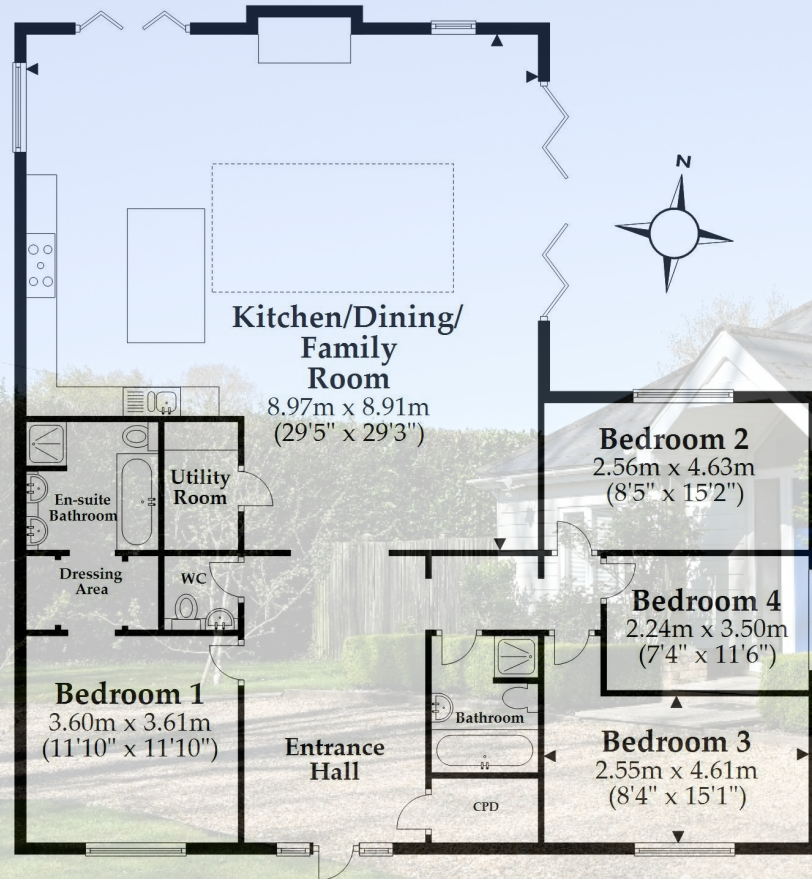 N
Kitchen/Dining/
Family
Room
8.97m x 8.91m
(29'5" x 29'3")
Bedroom 2
2.56m x 4.63m
(8'5" x 15'2")
Utility
Room
En-suite
Bathroom
Dressing
Area
WC
Bedroom 4
2.24m x 3.50m
(7'4" x 11'6")
Bedroom 1
3.60m x 3.61m
(11'10" x 11'10")
Entrance
Hall
Bathroom
Bedroom 3
2.55m x 4.61m
(8'4" x 15'1")
CPD